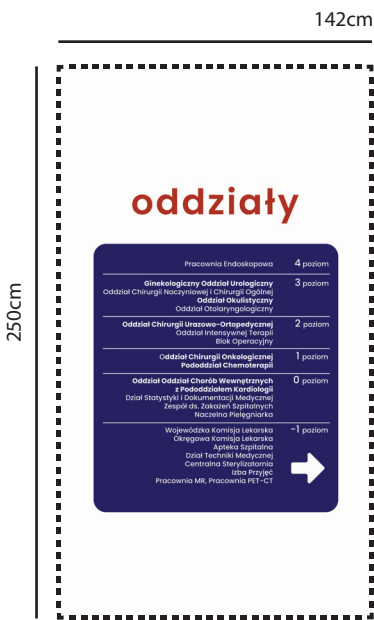 142cm
250cm
oddziały
Pracownia Endoskopowa 4 poziom
Ginekologiczny Oddział Urologiczny 3 poziom
Oddział Chirurgii Naczyniowej i Chirurgii Ogólnej
Oddział Okulistyczny
Oddział Otolaryngologiczny
Oddział Chirurgii Urazowo-Ortopedycznej 2 poziom
Oddział Intensywnej Terapii
Blok Operacyjny
Oddział Chirurgii Onkologicznej 1 poziom
Pododdział Chemoterapii
Oddział Oddział Chorób Wewnętrznych 0 poziom
z Pododdziałem Kardiologii
Dział Statystyki i Dokumentacji Medycznej
Zespół ds. Zakażeń Szpitalnych
Naczelna Pielęgniarka
Wojewódzka Komisja Lekarska -1 poziom
Okręgowa Komisja Lekarska
Apteka Szpitalna
Dział Techniki Medycznej
Centralna Sterylizatornia
Izba Przyjęć
Pracownia MR, Pracownia PET-CT